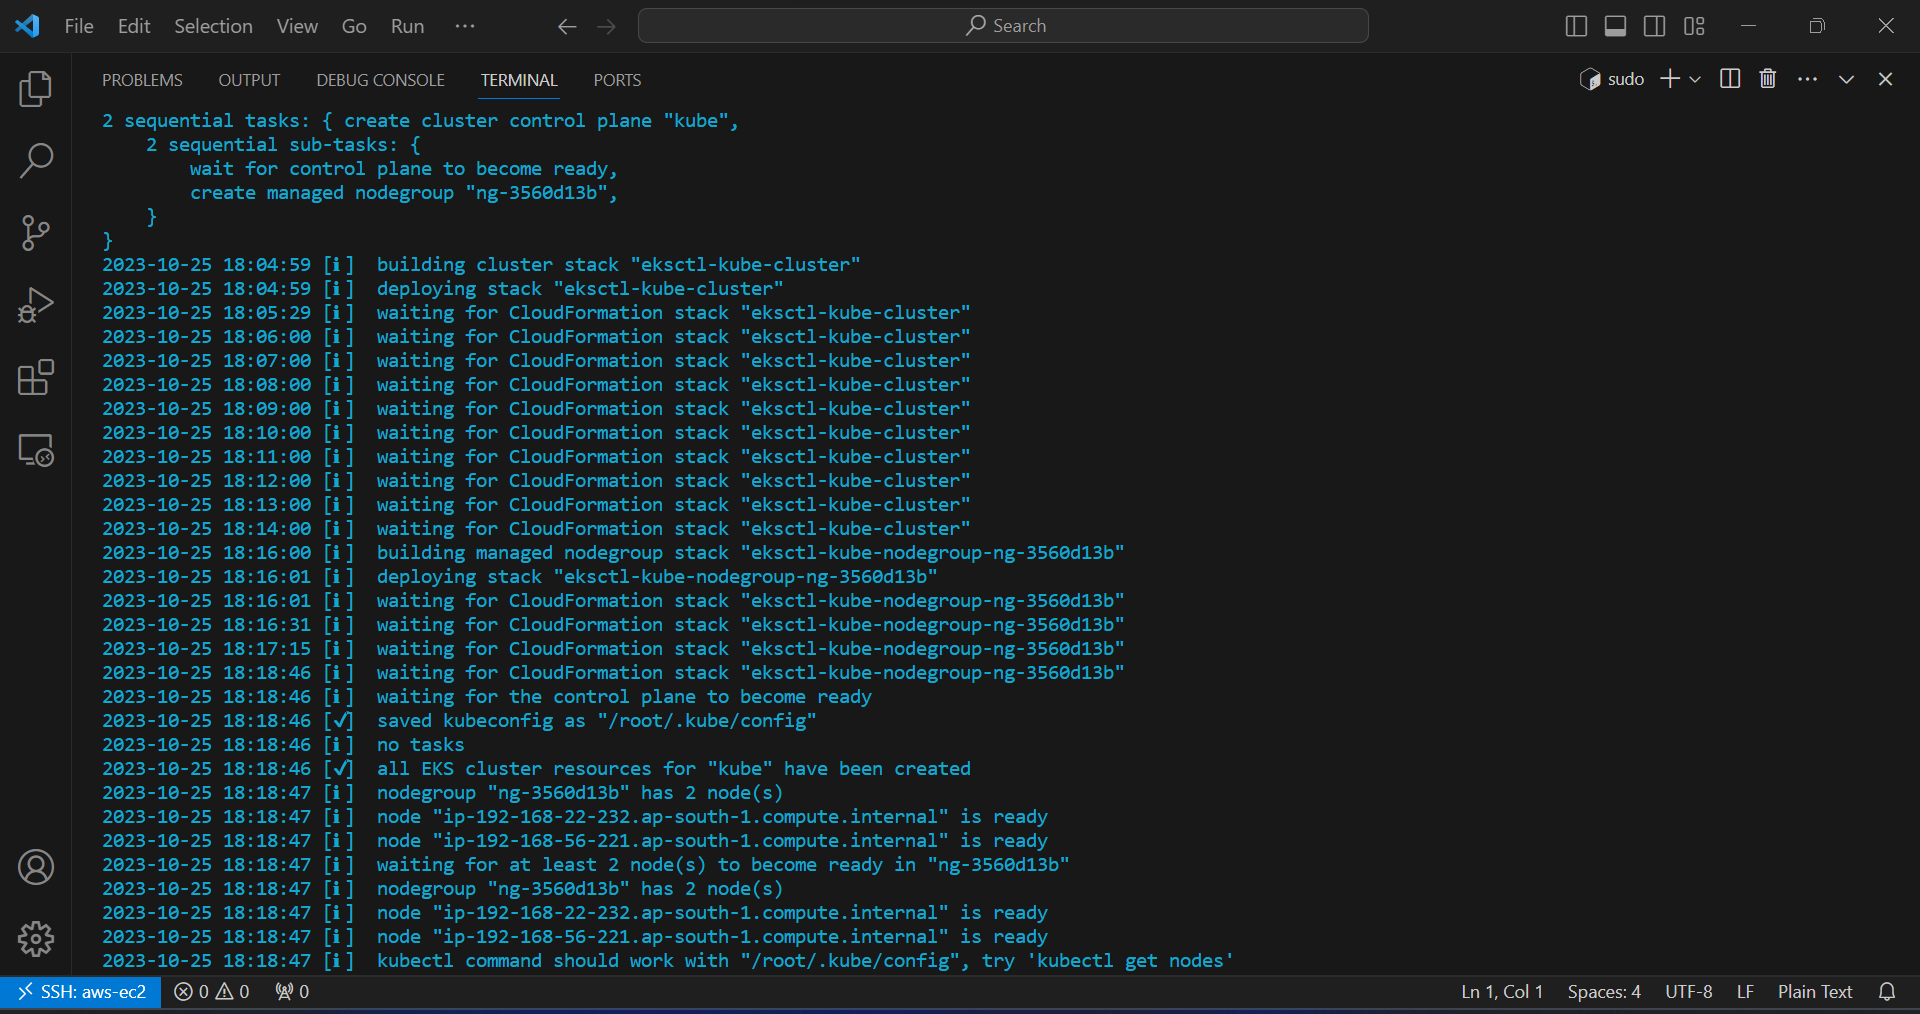 File Edit Selection View Go Run ··· Search
PROBLEMS OUTPUT DEBUG CONSOLE TERMINAL PORTS sudo
2 sequential tasks: { create cluster control plane "kube",
    2 sequential sub-tasks: {
        wait for control plane to become ready,
        create managed nodegroup "ng-3560d13b",
    }
}
2023-10-25 18:04:59 [ℹ]  building cluster stack "eksctl-kube-cluster"
2023-10-25 18:04:59 [ℹ]  deploying stack "eksctl-kube-cluster"
2023-10-25 18:05:29 [ℹ]  waiting for CloudFormation stack "eksctl-kube-cluster"
2023-10-25 18:06:00 [ℹ]  waiting for CloudFormation stack "eksctl-kube-cluster"
2023-10-25 18:07:00 [ℹ]  waiting for CloudFormation stack "eksctl-kube-cluster"
2023-10-25 18:08:00 [ℹ]  waiting for CloudFormation stack "eksctl-kube-cluster"
2023-10-25 18:09:00 [ℹ]  waiting for CloudFormation stack "eksctl-kube-cluster"
2023-10-25 18:10:00 [ℹ]  waiting for CloudFormation stack "eksctl-kube-cluster"
2023-10-25 18:11:00 [ℹ]  waiting for CloudFormation stack "eksctl-kube-cluster"
2023-10-25 18:12:00 [ℹ]  waiting for CloudFormation stack "eksctl-kube-cluster"
2023-10-25 18:13:00 [ℹ]  waiting for CloudFormation stack "eksctl-kube-cluster"
2023-10-25 18:14:00 [ℹ]  waiting for CloudFormation stack "eksctl-kube-cluster"
2023-10-25 18:16:00 [ℹ]  building managed nodegroup stack "eksctl-kube-nodegroup-ng-3560d13b"
2023-10-25 18:16:01 [ℹ]  deploying stack "eksctl-kube-nodegroup-ng-3560d13b"
2023-10-25 18:16:01 [ℹ]  waiting for CloudFormation stack "eksctl-kube-nodegroup-ng-3560d13b"
2023-10-25 18:16:31 [ℹ]  waiting for CloudFormation stack "eksctl-kube-nodegroup-ng-3560d13b"
2023-10-25 18:17:15 [ℹ]  waiting for CloudFormation stack "eksctl-kube-nodegroup-ng-3560d13b"
2023-10-25 18:18:46 [ℹ]  waiting for CloudFormation stack "eksctl-kube-nodegroup-ng-3560d13b"
2023-10-25 18:18:46 [ℹ]  waiting for the control plane to become ready
2023-10-25 18:18:46 [✔]  saved kubeconfig as "/root/.kube/config"
2023-10-25 18:18:46 [ℹ]  no tasks
2023-10-25 18:18:46 [✔]  all EKS cluster resources for "kube" have been created
2023-10-25 18:18:47 [ℹ]  nodegroup "ng-3560d13b" has 2 node(s)
2023-10-25 18:18:47 [ℹ]  node "ip-192-168-22-232.ap-south-1.compute.internal" is ready
2023-10-25 18:18:47 [ℹ]  node "ip-192-168-56-221.ap-south-1.compute.internal" is ready
2023-10-25 18:18:47 [ℹ]  waiting for at least 2 node(s) to become ready in "ng-3560d13b"
2023-10-25 18:18:47 [ℹ]  nodegroup "ng-3560d13b" has 2 node(s)
2023-10-25 18:18:47 [ℹ]  node "ip-192-168-22-232.ap-south-1.compute.internal" is ready
2023-10-25 18:18:47 [ℹ]  node "ip-192-168-56-221.ap-south-1.compute.internal" is ready
2023-10-25 18:18:47 [ℹ]  kubectl command should work with "/root/.kube/config", try 'kubectl get nodes'
SSH: aws-ec2 0 0 0 Ln 1, Col 1 Spaces: 4 UTF-8 LF Plain Text